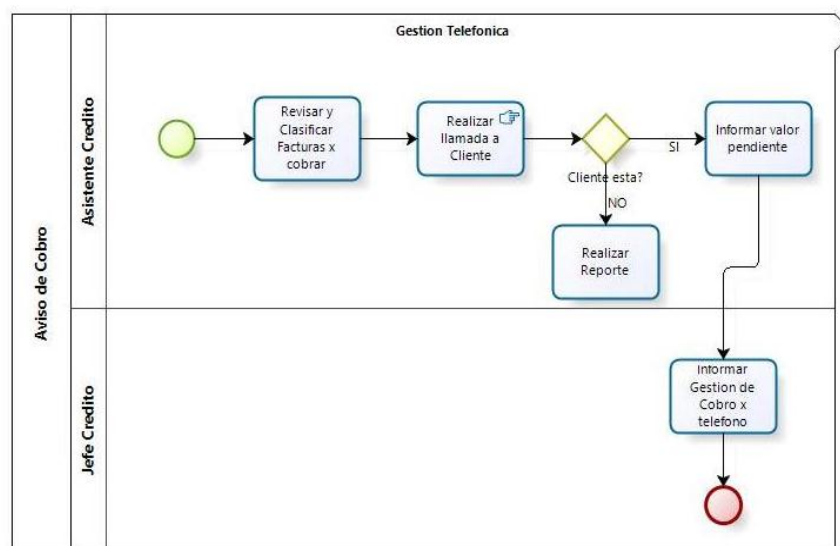 Gestion Telefonica
Aviso de Cobro
Asistente Credito
Revisar y
Clasificar
Facturas x
cobrar
Realizar
llamada a
Cliente
Cliente esta?
SI
NO
Informar valor
pendiente
Realizar
Reporte
Jefe Credito
Informar
Gestion de
Cobro x
telefono